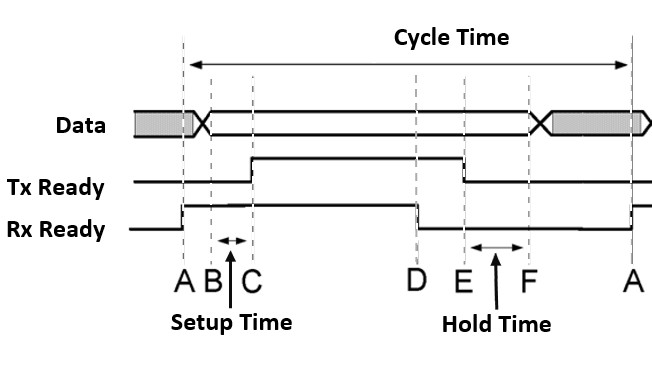 Cycle Time
Data
Tx Ready
Rx Ready
A B C D E F A
Setup Time
Hold Time